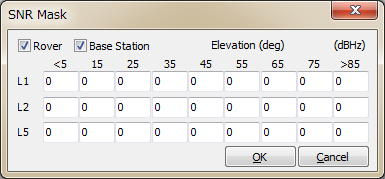 SNR Mask
Rover Base Station Elevation (deg) (dBHz)
<5 15 25 35 45 55 65 75 >85
L1 0 0 0 0 0 0 0 0 0
L2 0 0 0 0 0 0 0 0 0
L5 0 0 0 0 0 0 0 0 0
OK Cancel